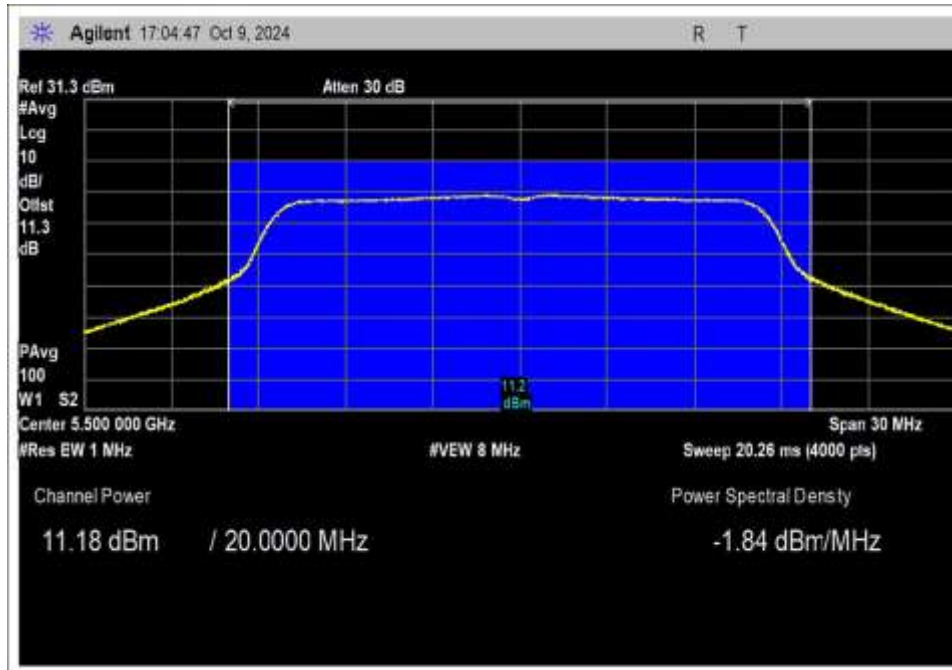 Agilent 17:04:47 Oct 9, 2024 R T
Ref 31.3 dBm Atten 30 dB
#Avg
Log
10
dB/
Offst
11.3
dB
PAvg
100
W1 S2
11.2
dBm
Center 5.500 000 GHz Span 30 MHz
#Res BW 1 MHz #VBW 8 MHz Sweep 20.26 ms (4000 pts)
Channel Power Power Spectral Density
11.18 dBm / 20.0000 MHz -1.84 dBm/MHz